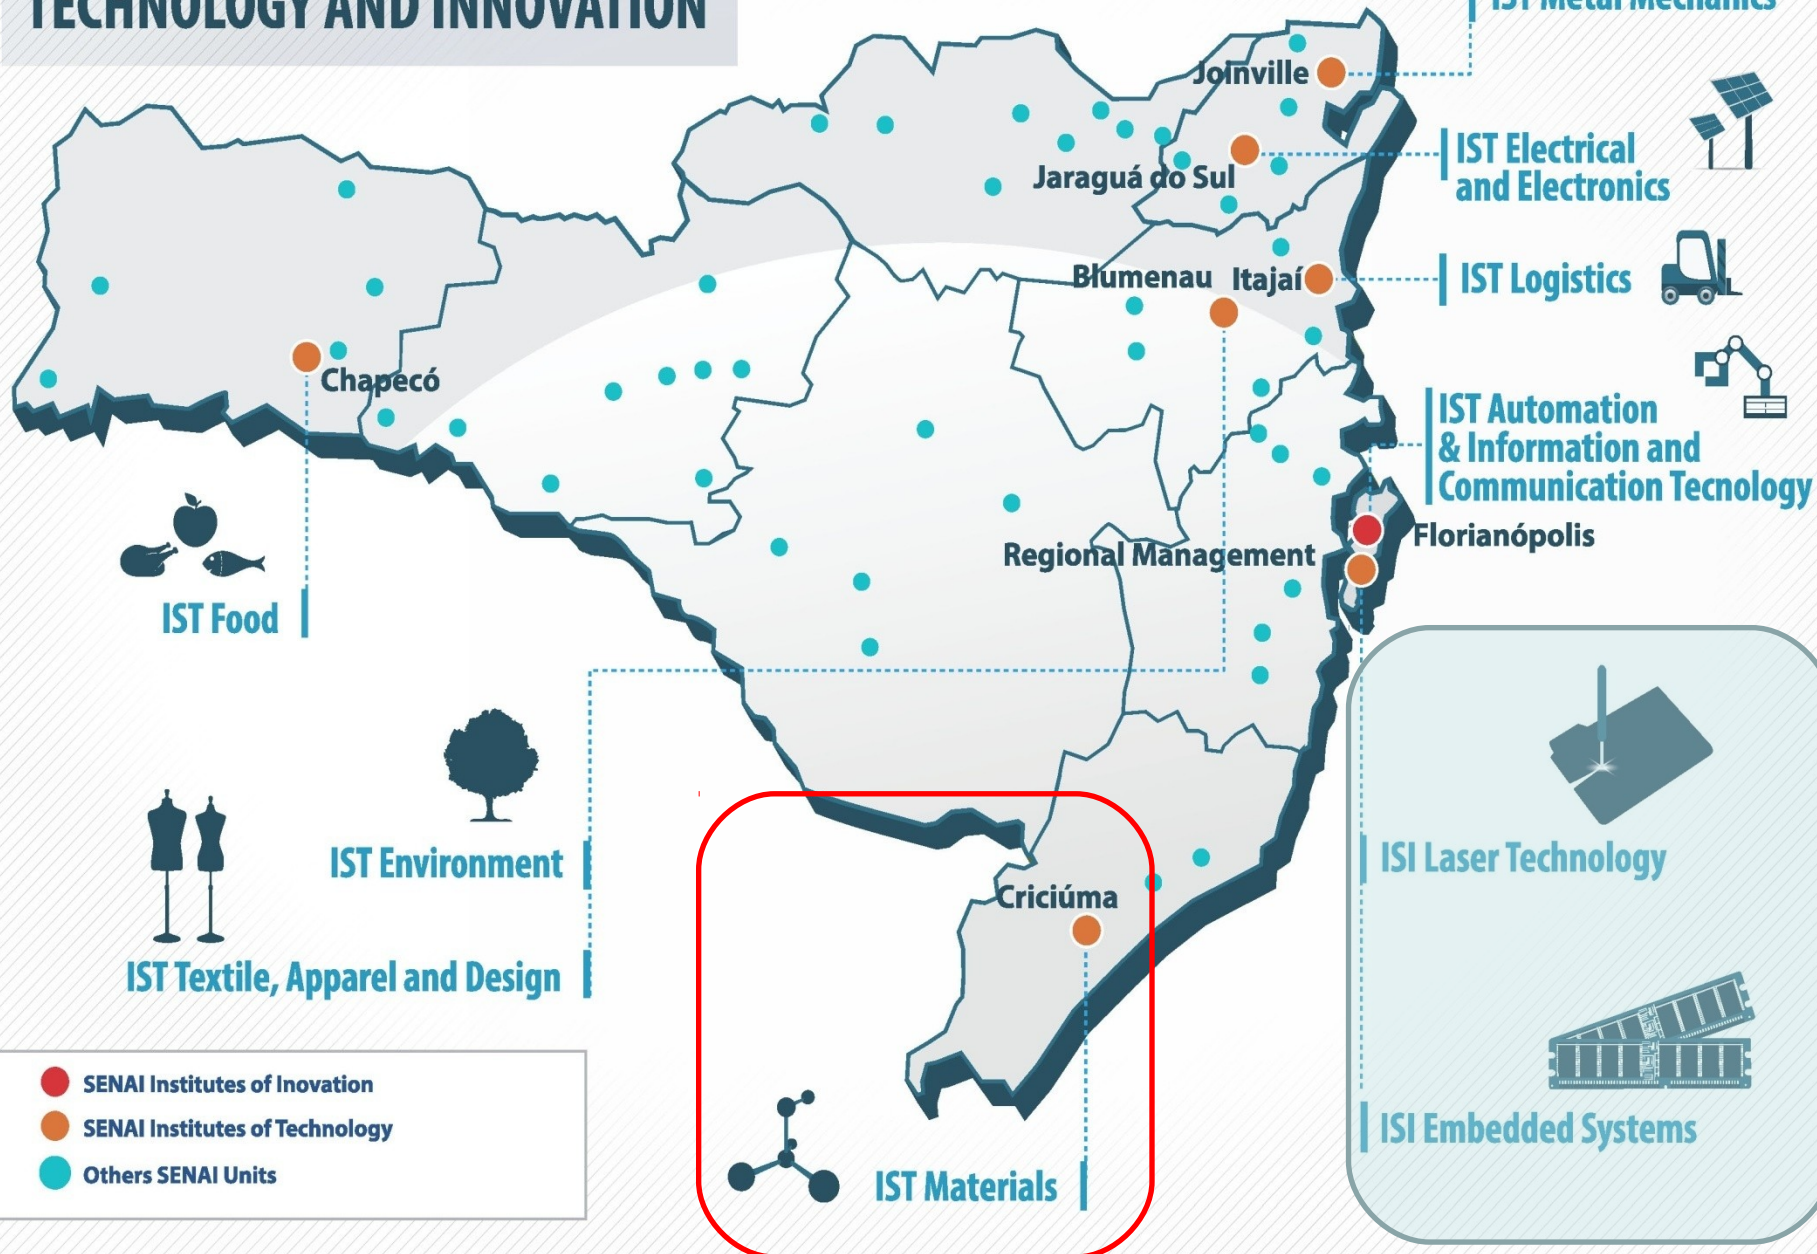 TECHNOLOGY AND INNOVATION
IST Metal Mechanics
Joinville
IST Electrical
and Electronics
Jaraguá do Sul
Blumenau
Itajaí
IST Logistics
Chapecó
IST Automation
& Information and
Communication Tecnology
Florianópolis
Regional Management
IST Food
IST Environment
ISI Laser Technology
Criciúma
IST Textile, Apparel and Design
SENAI Institutes of Inovation
SENAI Institutes of Technology
Others SENAI Units
ISI Embedded Systems
IST Materials